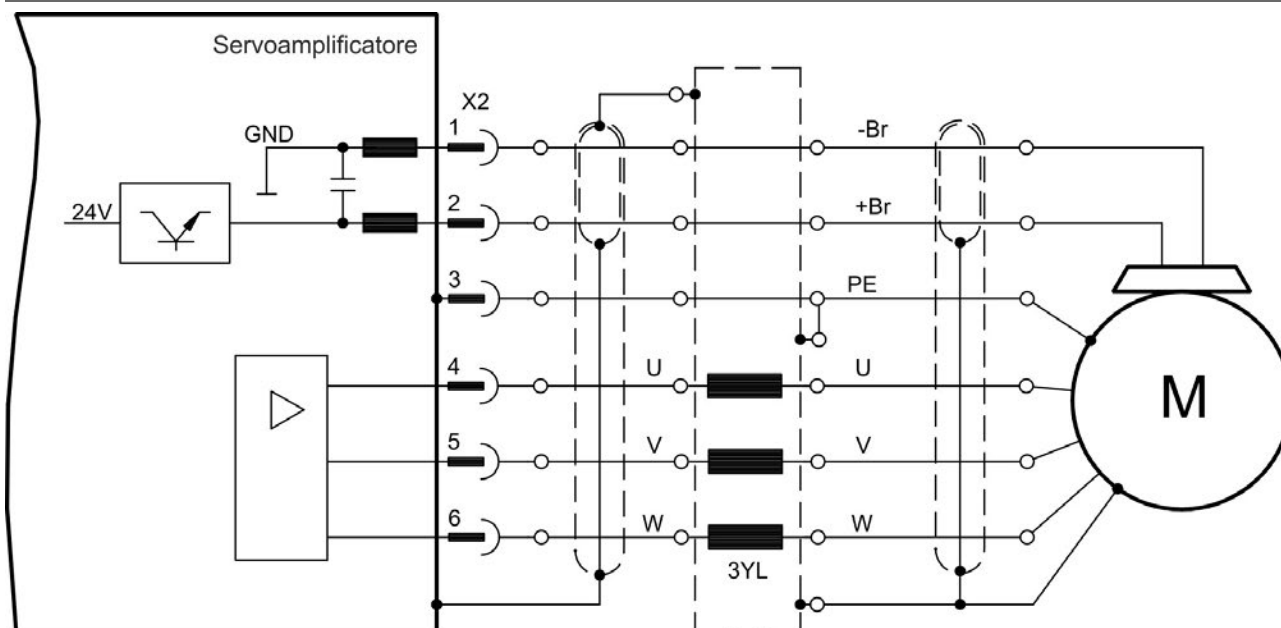 Servoamplificatore
X2
GND
1
-Br
24V
2
+Br
3
PE
4
U
U
M
5
V
V
6
W
W
3YL